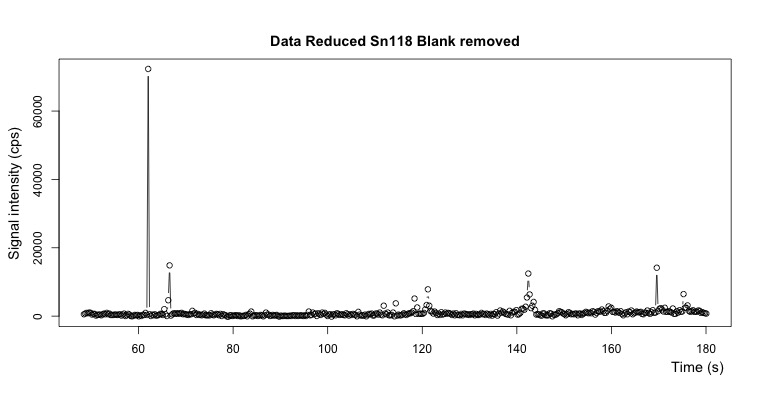 Data Reduced Sn118 Blank removed
Signal intensity (cps)
60000
40000
20000
0
60 80 100 120 140 160 180
Time (s)